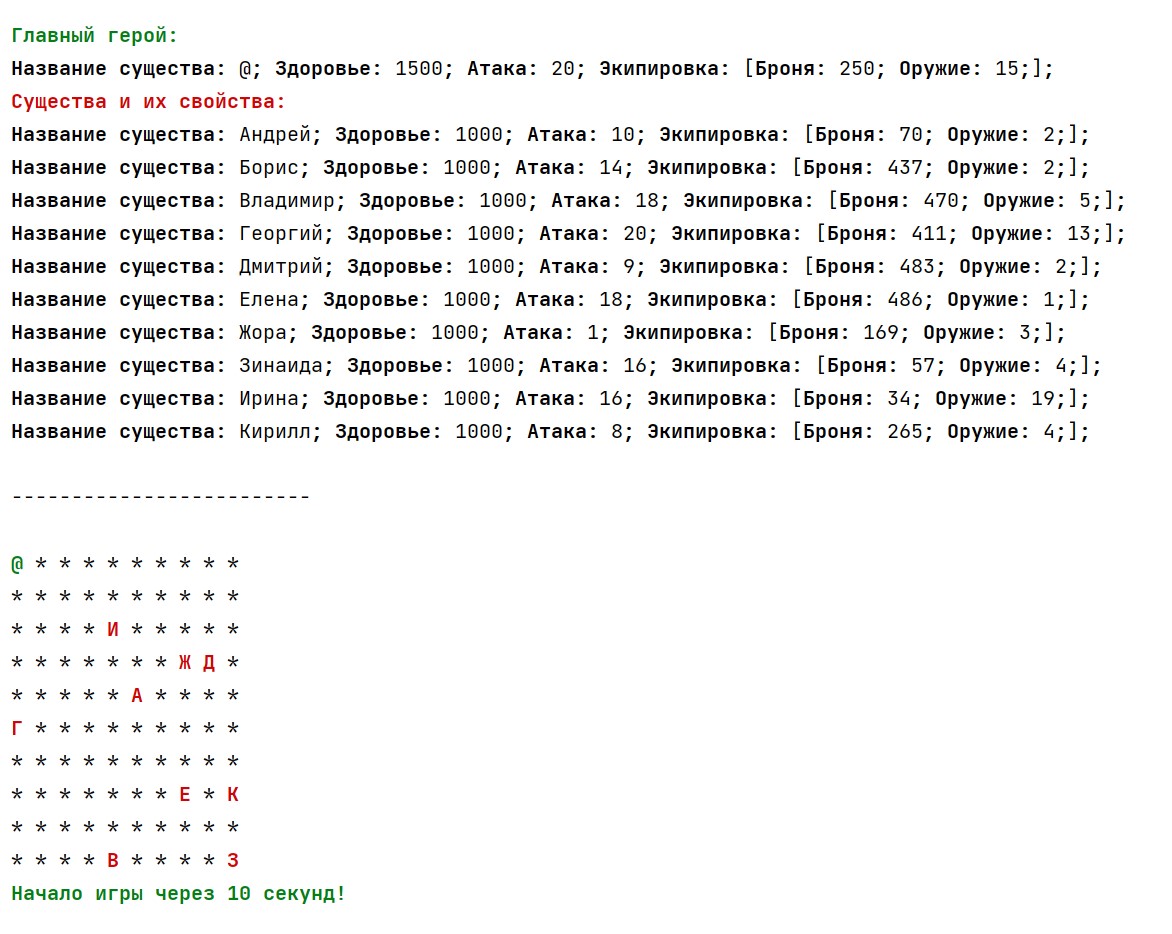 Главный герой:
Название существа: @; Здоровье: 1500; Атака: 20; Экипировка: [Броня: 250; Оружие: 15;];
Существа и их свойства:
Название существа: Андрей; Здоровье: 1000; Атака: 10; Экипировка: [Броня: 70; Оружие: 2;];
Название существа: Борис; Здоровье: 1000; Атака: 14; Экипировка: [Броня: 437; Оружие: 2;];
Название существа: Владимир; Здоровье: 1000; Атака: 18; Экипировка: [Броня: 470; Оружие: 5;];
Название существа: Георгий; Здоровье: 1000; Атака: 20; Экипировка: [Броня: 411; Оружие: 13;];
Название существа: Дмитрий; Здоровье: 1000; Атака: 9; Экипировка: [Броня: 483; Оружие: 2;];
Название существа: Елена; Здоровье: 1000; Атака: 18; Экипировка: [Броня: 486; Оружие: 1;];
Название существа: Жора; Здоровье: 1000; Атака: 1; Экипировка: [Броня: 169; Оружие: 3;];
Название существа: Зинаида; Здоровье: 1000; Атака: 16; Экипировка: [Броня: 57; Оружие: 4;];
Название существа: Ирина; Здоровье: 1000; Атака: 16; Экипировка: [Броня: 34; Оружие: 19;];
Название существа: Кирилл; Здоровье: 1000; Атака: 8; Экипировка: [Броня: 265; Оружие: 4;];
-------------------------
@ * * * * * * * * *
* * * * * * * * * *
* * * * И * * * * *
* * * * * * * Ж Д *
* * * * * А * * * *
Г * * * * * * * * *
* * * * * * * * * *
* * * * * * * Е * К
* * * * * * * * * *
* * * * В * * * * З
Начало игры через 10 секунд!